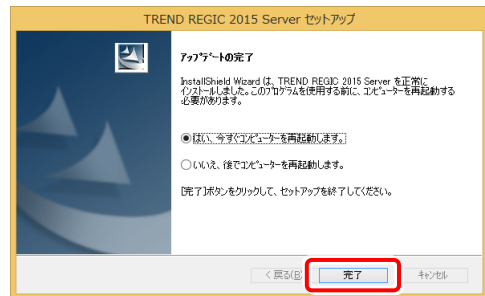 TREND REGIC 2015 Server セットアップ
アップデートの完了
InstallShield Wizard は、TREND REGIC 2015 Server を正常に
インストールしました。このプログラムを使用する前に、コンピューターを再起動する
必要があります。
はい、今すぐコンピューターを再起動します。
いいえ、後でコンピューターを再起動します。
[完了]ボタンをクリックして、セットアップを終了してください。
< 戻る(B) 完了 キャンセル